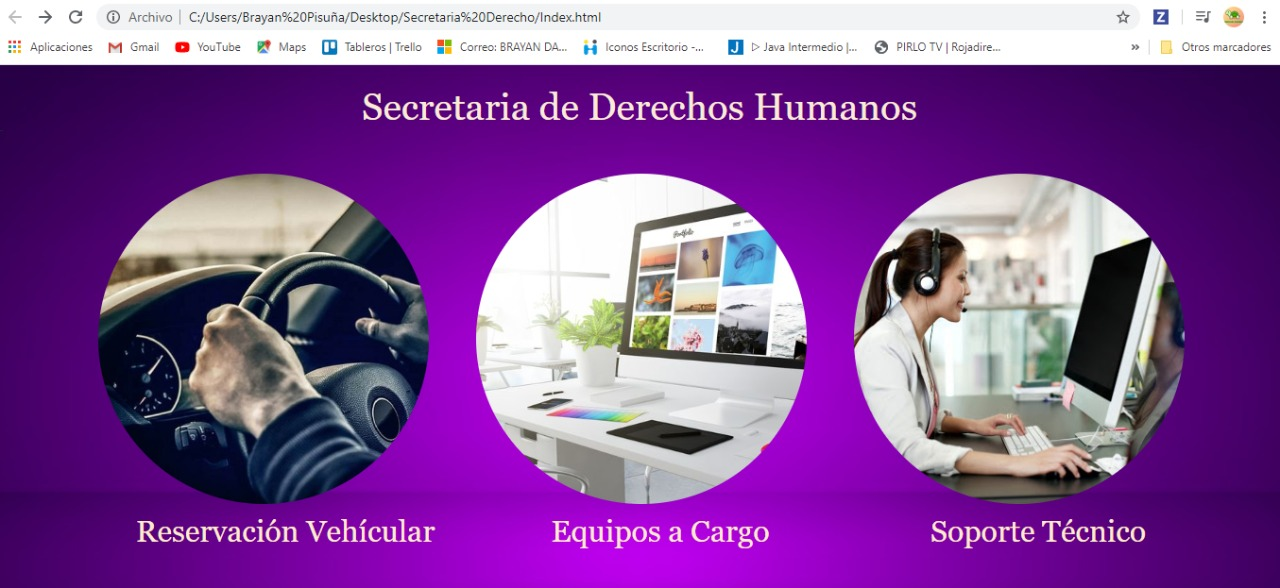 Archivo
C:/Users/Brayan%20Pisuña/Desktop/Secretaria%20Derecho/Index.html
Z
Aplicaciones
Gmail
YouTube
Maps
Tableros | Trello
Correo: BRAYAN DA...
Iconos Escritorio -...
J
▷ Java Intermedio |...
PIRLO TV | Rojadire...
»
Otros marcadores
Secretaria de Derechos Humanos
Portfolio
Reservación Vehícular
Equipos a Cargo
Soporte Técnico